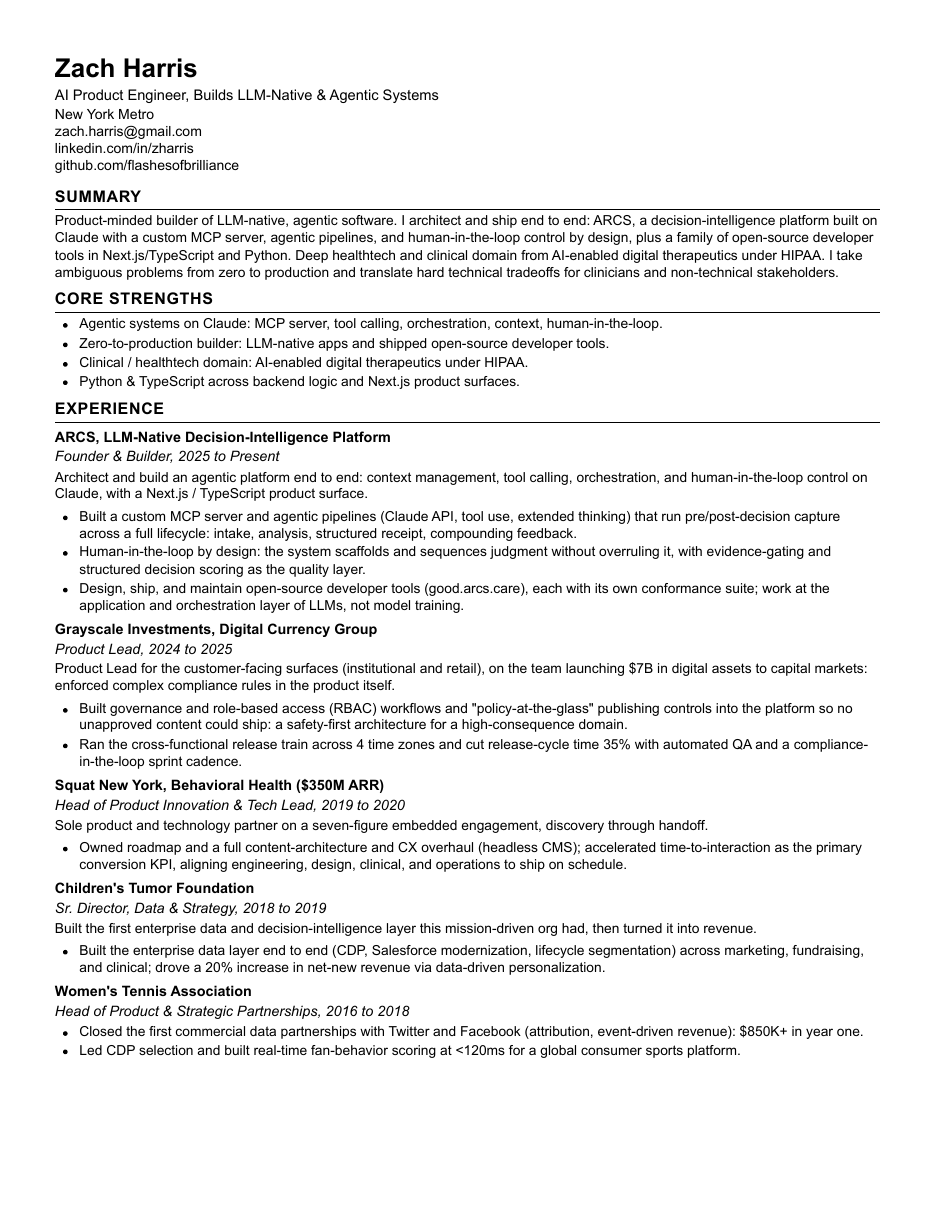 Zach Harris
AI Product Engineer, Builds LLM-Native & Agentic Systems
New York Metro
zach.harris@gmail.com
linkedin.com/in/zharris
github.com/flashesofbrilliance
SUMMARY
Product-minded builder of LLM-native, agentic software. I architect and ship end to end: ARCS, a decision-intelligence platform built on
Claude with a custom MCP server, agentic pipelines, and human-in-the-loop control by design, plus a family of open-source developer
tools in Next.js/TypeScript and Python. Deep healthtech and clinical domain from AI-enabled digital therapeutics under HIPAA. I take
ambiguous problems from zero to production and translate hard technical tradeoffs for clinicians and non-technical stakeholders.
CORE STRENGTHS
• Agentic systems on Claude: MCP server, tool calling, orchestration, context, human-in-the-loop.
• Zero-to-production builder: LLM-native apps and shipped open-source developer tools.
• Clinical / healthtech domain: AI-enabled digital therapeutics under HIPAA.
• Python & TypeScript across backend logic and Next.js product surfaces.
EXPERIENCE
ARCS, LLM-Native Decision-Intelligence Platform
Founder & Builder, 2025 to Present
Architect and build an agentic platform end to end: context management, tool calling, orchestration, and human-in-the-loop control on
Claude, with a Next.js / TypeScript product surface.
• Built a custom MCP server and agentic pipelines (Claude API, tool use, extended thinking) that run pre/post-decision capture
across a full lifecycle: intake, analysis, structured receipt, compounding feedback.
• Human-in-the-loop by design: the system scaffolds and sequences judgment without overruling it, with evidence-gating and
structured decision scoring as the quality layer.
• Design, ship, and maintain open-source developer tools (good.arcs.care), each with its own conformance suite; work at the
application and orchestration layer of LLMs, not model training.
Grayscale Investments, Digital Currency Group
Product Lead, 2024 to 2025
Product Lead for the customer-facing surfaces (institutional and retail), on the team launching $7B in digital assets to capital markets:
enforced complex compliance rules in the product itself.
• Built governance and role-based access (RBAC) workflows and "policy-at-the-glass" publishing controls into the platform so no
unapproved content could ship: a safety-first architecture for a high-consequence domain.
• Ran the cross-functional release train across 4 time zones and cut release-cycle time 35% with automated QA and a compliance-
in-the-loop sprint cadence.
Squat New York, Behavioral Health ($350M ARR)
Head of Product Innovation & Tech Lead, 2019 to 2020
Sole product and technology partner on a seven-figure embedded engagement, discovery through handoff.
• Owned roadmap and a full content-architecture and CX overhaul (headless CMS); accelerated time-to-interaction as the primary
conversion KPI, aligning engineering, design, clinical, and operations to ship on schedule.
Children's Tumor Foundation
Sr. Director, Data & Strategy, 2018 to 2019
Built the first enterprise data and decision-intelligence layer this mission-driven org had, then turned it into revenue.
• Built the enterprise data layer end to end (CDP, Salesforce modernization, lifecycle segmentation) across marketing, fundraising,
and clinical; drove a 20% increase in net-new revenue via data-driven personalization.
Women's Tennis Association
Head of Product & Strategic Partnerships, 2016 to 2018
• Closed the first commercial data partnerships with Twitter and Facebook (attribution, event-driven revenue): $850K+ in year one.
• Led CDP selection and built real-time fan-behavior scoring at <120ms for a global consumer sports platform.